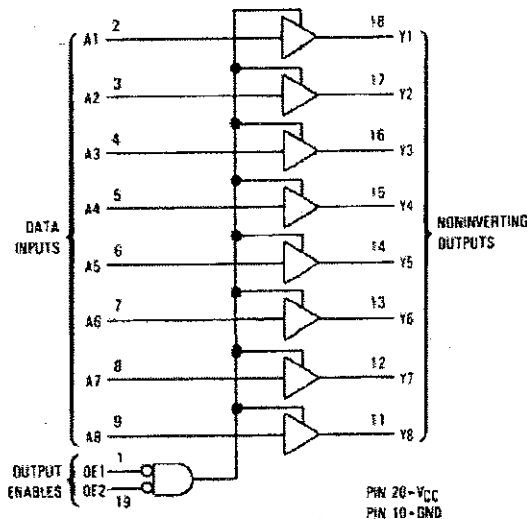 A1 2 18 Y1
A2 3 17 Y2
A3 4 16 Y3
A4 5 15 Y4
DATA INPUTS
NONINVERTING OUTPUTS
A5 6 14 Y5
A6 7 13 Y6
A7 8 12 Y7
A8 9 11 Y8
OUTPUT ENABLES
OE1 1
OE2 19
PIN 20-VCC
PIN 10-GND